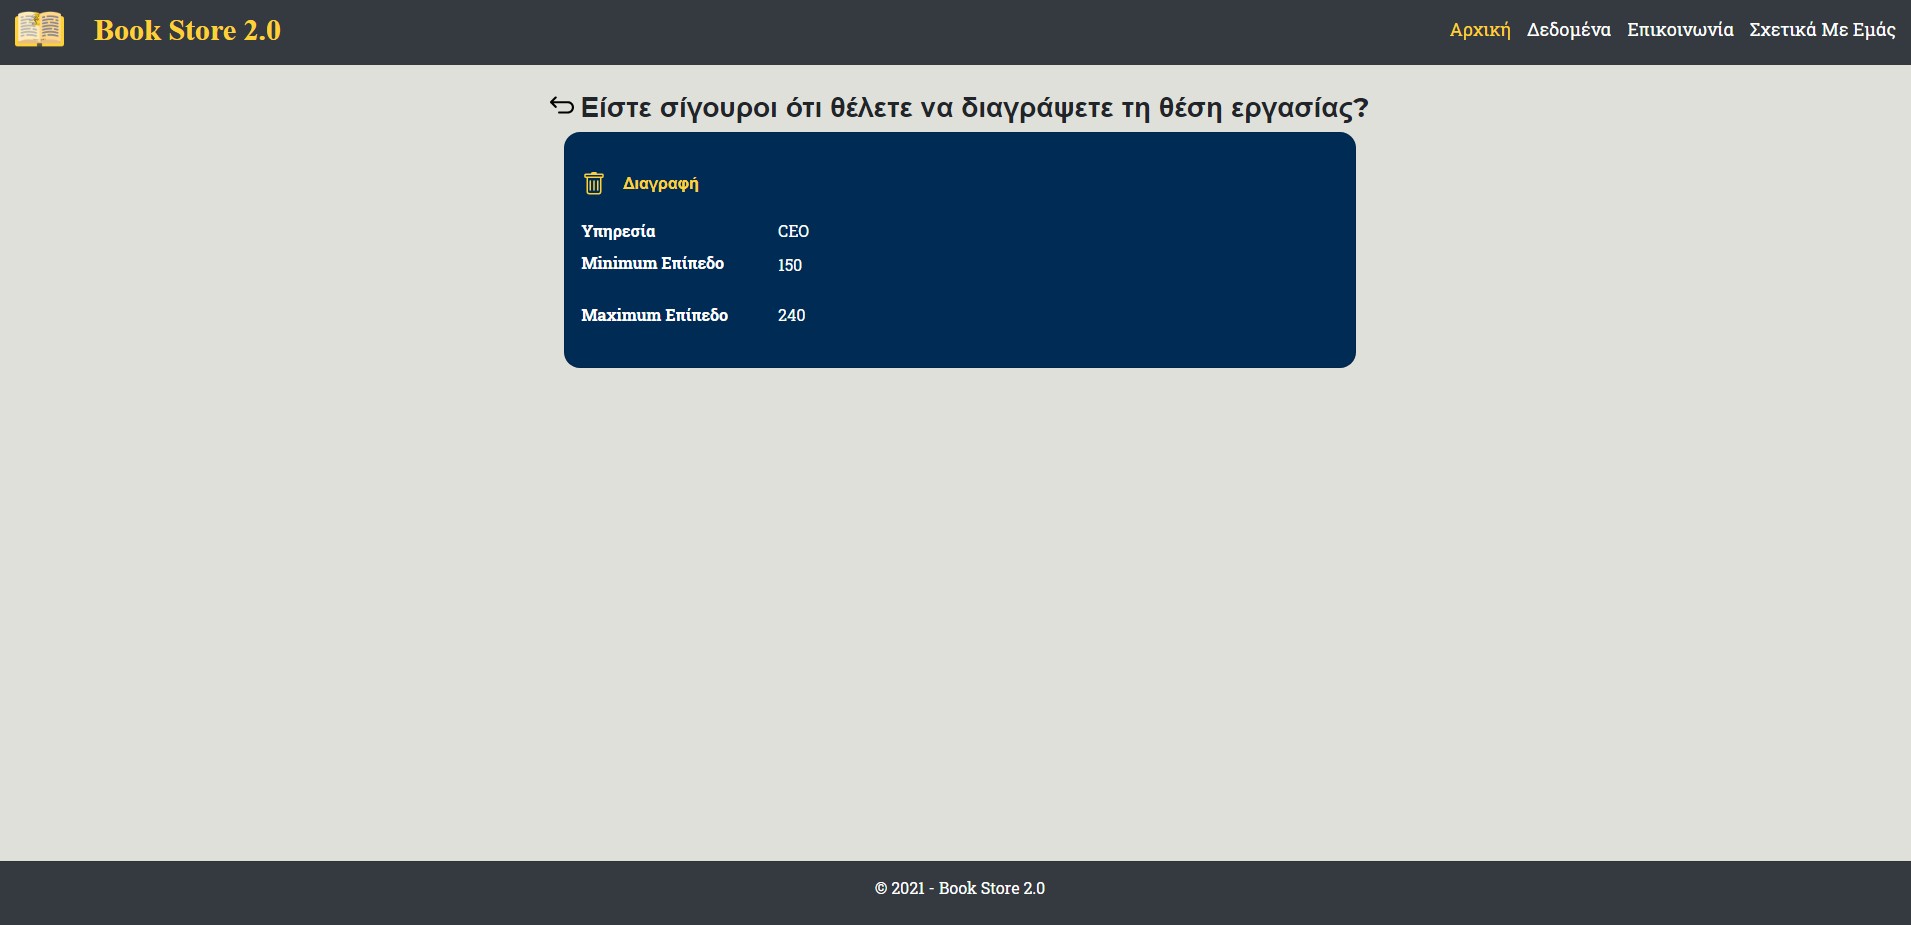 Book Store 2.0
Αρχική Δεδομένα Επικοινωνία Σχετικά Με Εμάς
Είστε σίγουροι ότι θέλετε να διαγράψετε τη θέση εργασίας?
Διαγραφή
Υπηρεσία CEO
Minimum Επίπεδο 150
Maximum Επίπεδο 240
© 2021 - Book Store 2.0